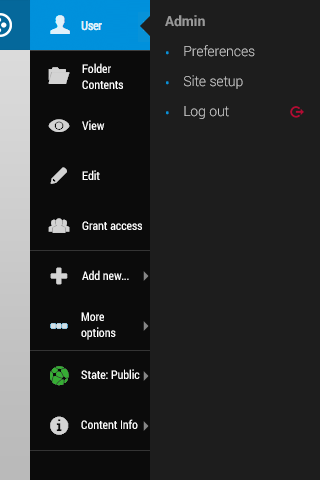 User
Folder
Contents
View
Edit
Grant access
Add new...
More
options
State: Public
Content Info
Admin
Preferences
Site setup
Log out